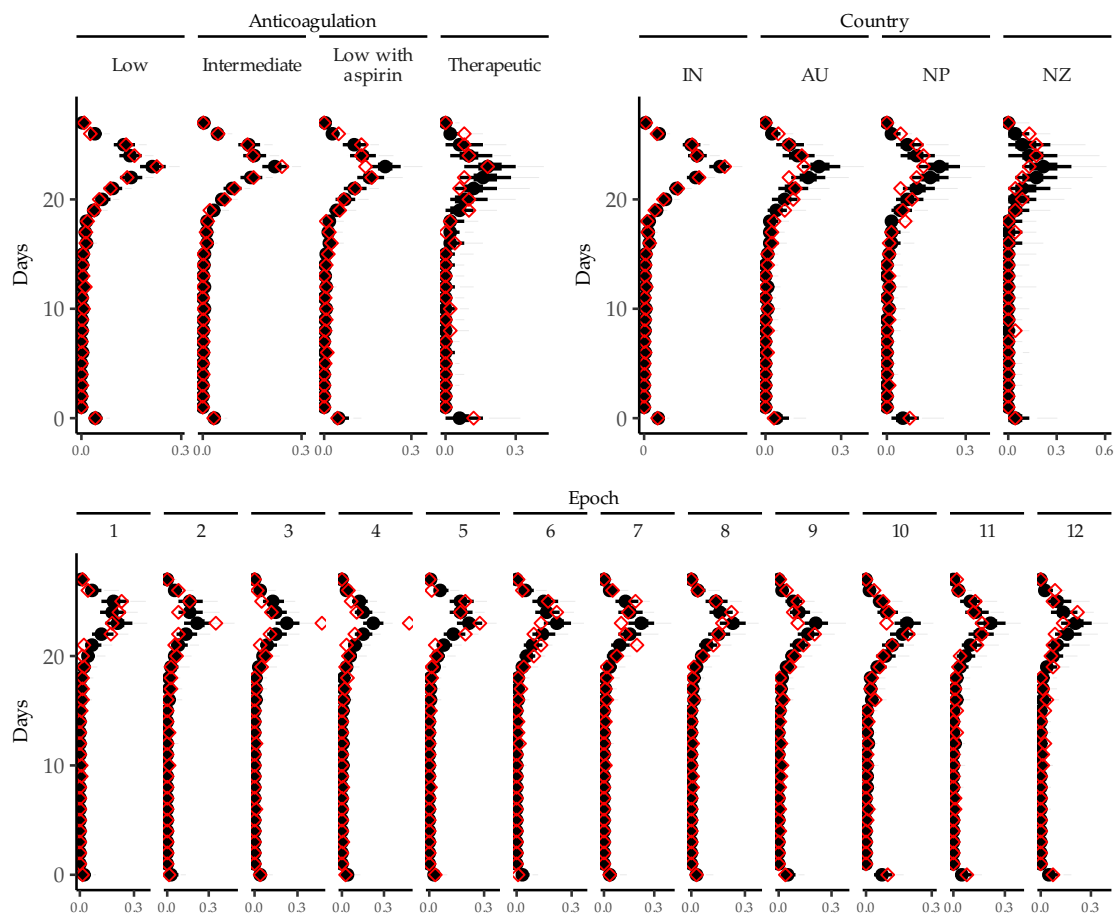 Anticoagulation Country
Low Intermediate Low with aspirin Therapeutic IN AU NP NZ
Days
20
10
0
0.0 0.3 0.0 0.3 0.0 0.3 0.0 0.3
Days
20
10
0
0.0 0.3 0.0 0.3 0.0 0.3 0.0 0.3 0.6
Epoch
1 2 3 4 5 6 7 8 9 10 11 12
Days
20
10
0
0.0 0.3 0.0 0.3 0.0 0.3 0.0 0.3 0.0 0.3 0.0 0.3 0.0 0.3 0.0 0.3 0.0 0.3 0.0 0.3 0.0 0.3 0.0 0.3